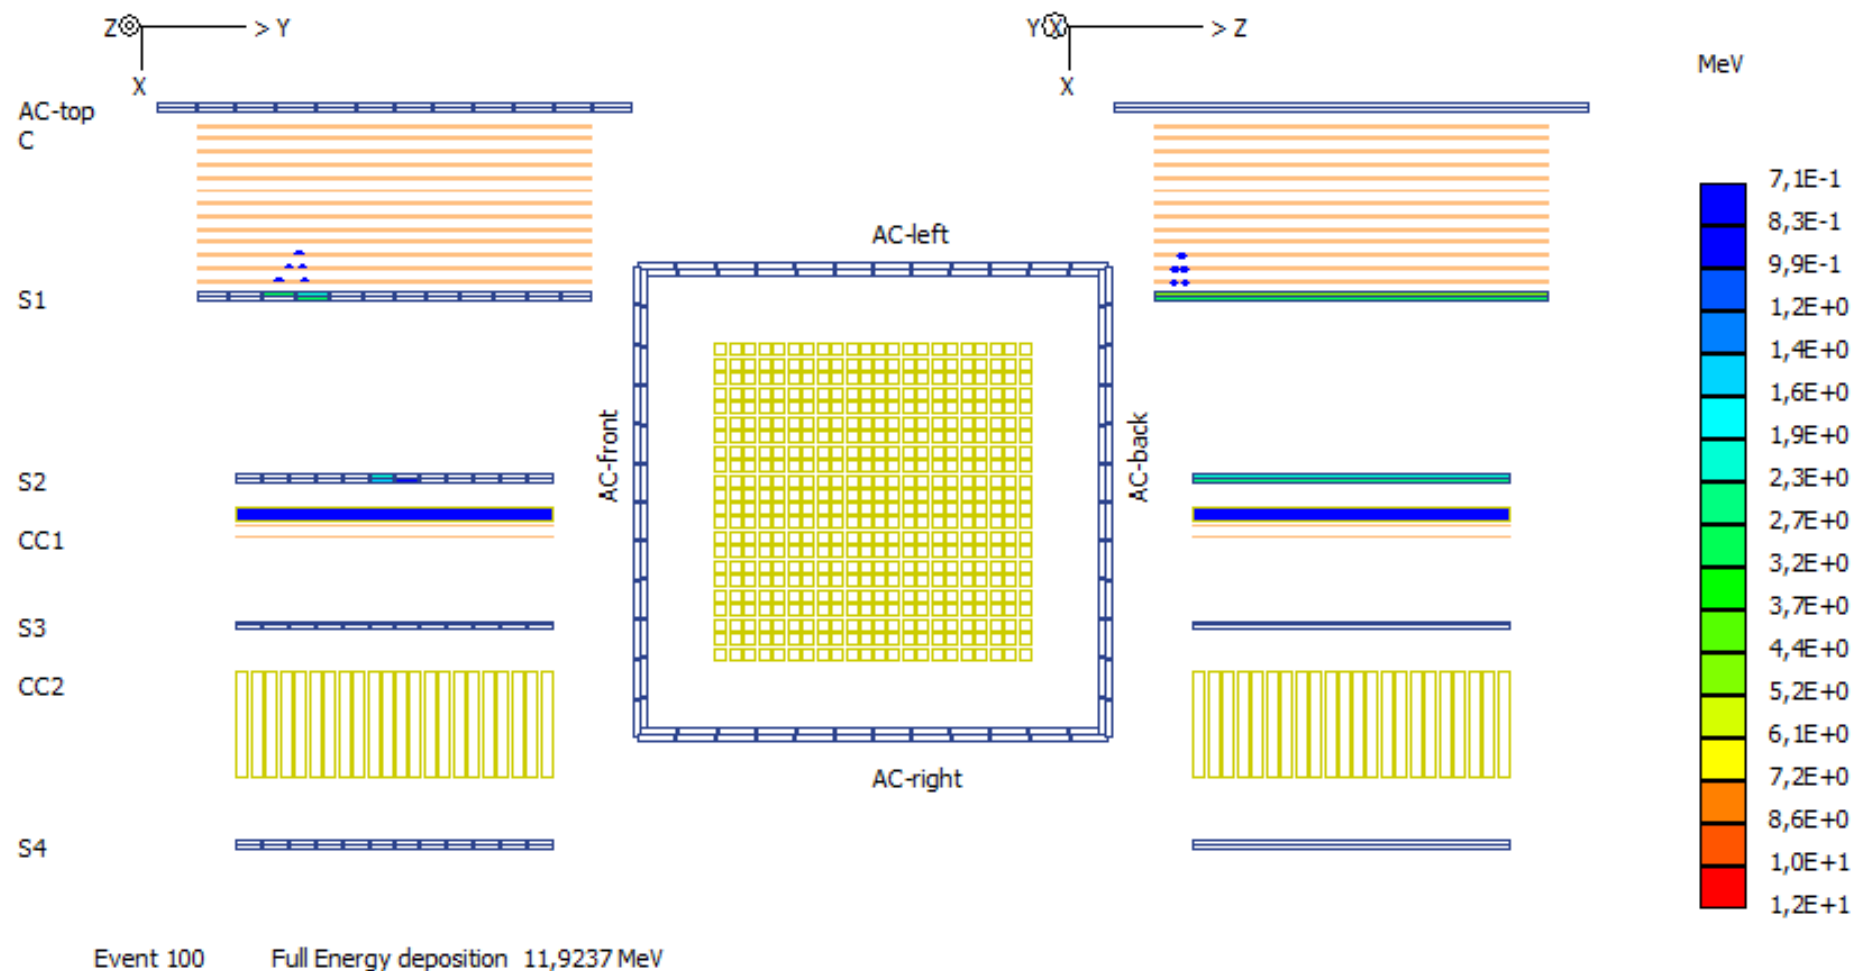 Z > Y
X
Y X > Z
X
MeV
AC-top
C
S1
S2
CC1
S3
CC2
S4
AC-left
AC-front
AC-back
AC-right
7,1E-1
8,3E-1
9,9E-1
1,2E+0
1,4E+0
1,6E+0
1,9E+0
2,3E+0
2,7E+0
3,2E+0
3,7E+0
4,4E+0
5,2E+0
6,1E+0
7,2E+0
8,6E+0
1,0E+1
1,2E+1
Event 100 Full Energy deposition 11,9237 MeV